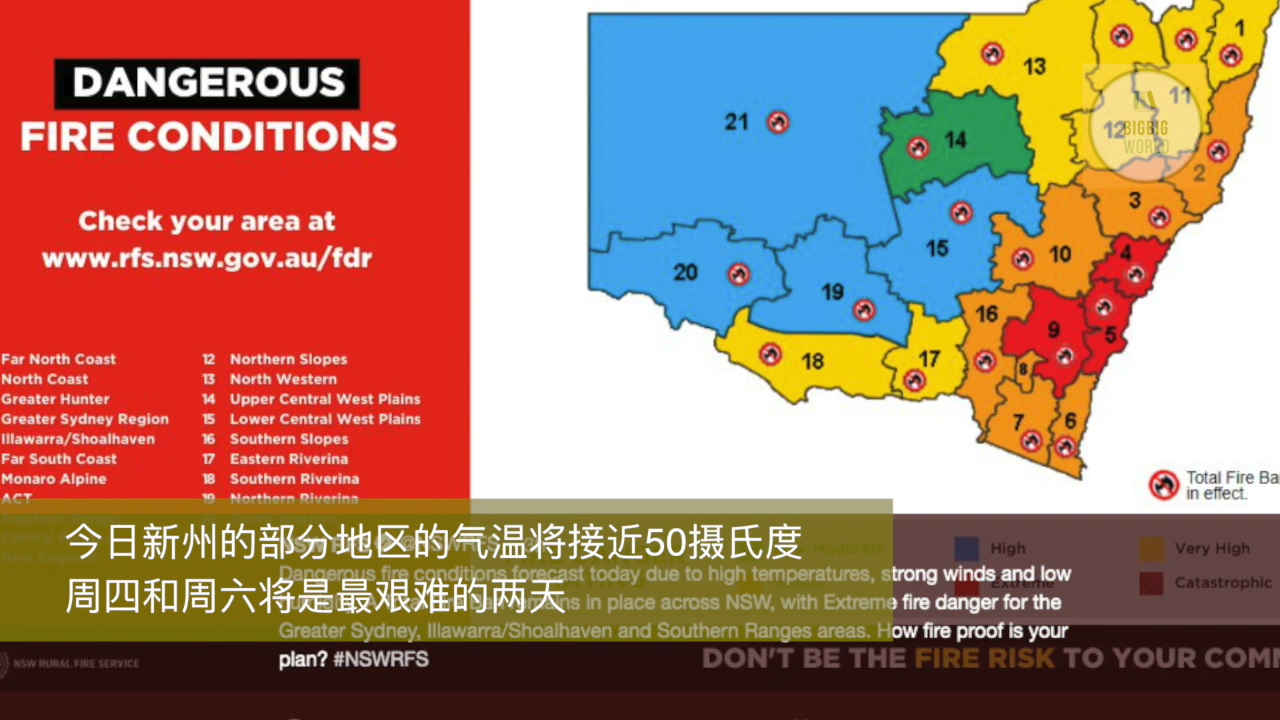 DANGEROUS
FIRE CONDITIONS
Check your area at
www.rfs.nsw.gov.au/fdr
Far North Coast
North Coast
Greater Hunter
Greater Sydney Region
Illawarra/Shoalhaven
Far South Coast
Monaro Alpine
ACT
12 Northern Slopes
13 North Western
14 Upper Central West Plains
15 Lower Central West Plains
16 Southern Slopes
17 Eastern Riverina
18 Southern Riverina
19 Northern Riverina
1
13
11
12
21
14
2
3
15
10
4
20
19
16
9
5
18
17
8
7
6
BIGBIG
WORLD
Total Fire Ba
in effect.
High
Very High
Extreme
Catastrophic
今日新州的部分地区的气温将接近50摄氏度
周四和周六将是最艰难的两天
Dangerous fire conditions forecast today due to high temperatures, strong winds and low
remains in place across NSW, with Extreme fire danger for the
Greater Sydney, Illawarra/Shoalhaven and Southern Ranges areas. How fire proof is your
plan? #NSWRFS
NSW RURAL FIRE SERVICE
DON'T BE THE FIRE RISK TO YOUR COM